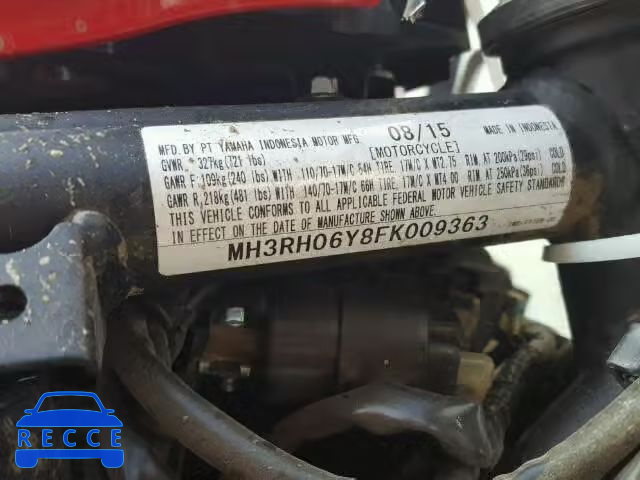 MFD. BY PT YAMAHA INDONESIA MOTOR MFG. 08/15 MADE IN INDONESIA
GVWR 327kg(721 lbs) [MOTORCYCLE]
GAWR F, 109kg(240 lbs)WITH 110/70-17M/C 54H TIRE, 17M/C X MT2.75 RIM, AT 200kPa(29psi) COLD
GAWR R, 218kg(481 lbs)WITH 140/70-17M/C 66H TIRE, 17M/C X MT4.00 RIM, AT 250kPa(36psi) COLD
THIS VEHICLE CONFORMS TO ALL APPLICABLE FEDERAL MOTOR VEHICLE SAFETY STANDARDS
IN EFFECT ON THE DATE OF MANUFACTURE SHOWN ABOVE.
MH3RH06Y8FK009363
RECCE